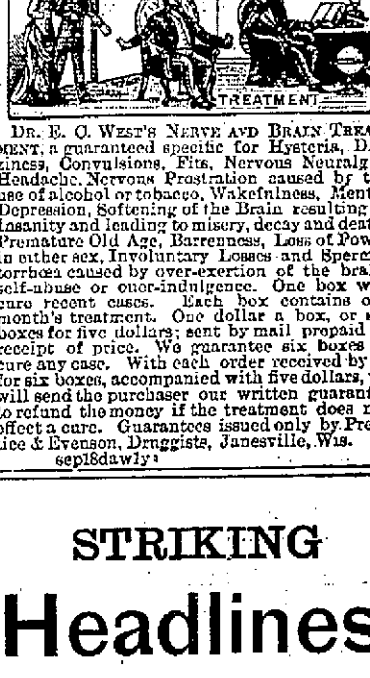 TREATMENT
DR. E. C. WEST'S NERVE AND BRAIN TREA
MENT, a guaranteed specific for Hysteria, D
ziness, Convulsions, Fits, Nervous Neuralg
Headache, Nervous Prostration caused by t
use of alcohol or tobacco, Wakefulness, Ment
Depression, Softening of the Brain resulting
Insanity and leading to misery, decay and deat
Premature Old Age, Barrenness, Loss of Pow
in either sex, Involuntary Losses and Sperm
torrhœa caused by over-exertion of the bra
self-abuse or over-indulgence. One box w
cure recent cases. Each box contains o
month's treatment. One dollar a box, or s
boxes for five dollars; sent by mail prepaid
receipt of price. We guarantee six boxes
cure any case. With each order received by
for six boxes, accompanied with five dollars,
will send the purchaser our written guarant
to refund the money if the treatment does n
effect a cure. Guarantees issued only by Pre
tice & Evenson, Druggists, Janesville, Wis.
sep18dawly
STRIKING
Headlines